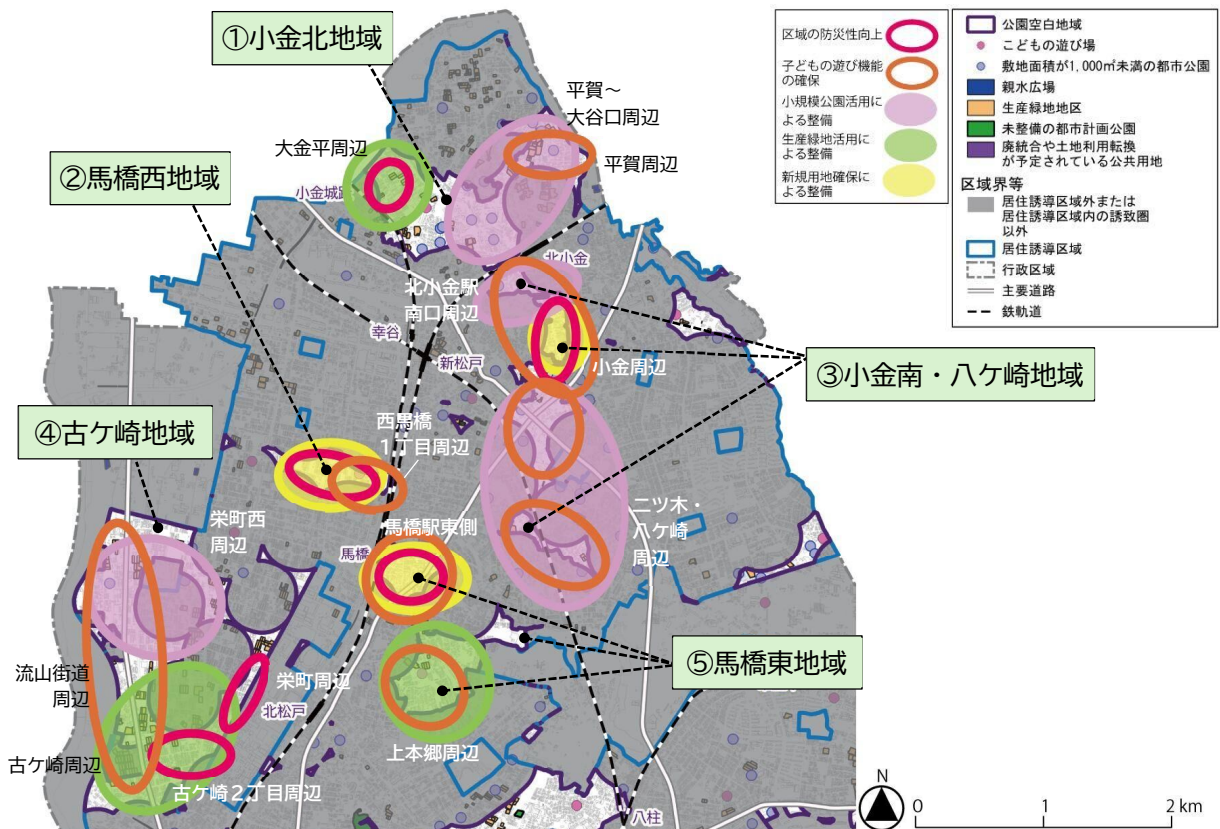 ①小金北地域
平賀～
大谷口周辺
平賀周辺
大金平周辺
②馬橋西地域
小金城跡
北小金
北小金駅
南口周辺
幸谷
新松戸
小金周辺
③小金南・八ケ崎地域
西馬橋
１丁目周辺
④古ケ崎地域
栄町西
周辺
馬橋駅東側
馬橋
二ツ木・
八ケ崎
周辺
⑤馬橋東地域
流山街道
周辺
栄町周辺
北松戸
上本郷周辺
古ケ崎周辺
古ケ崎２丁目周辺
八柱
区域の防災性向上
子どもの遊び機能
の確保
小規模公園活用に
よる整備
生産緑地活用に
よる整備
新規用地確保に
よる整備
公園空白地域
こどもの遊び場
敷地面積が1,000㎡未満の都市公園
親水広場
生産緑地地区
未整備の都市計画公園
廃統合や土地利用転換
が予定されている公共用地
区域界等
居住誘導区域外または
居住誘導区域内の誘致圏
以外
居住誘導区域
行政区域
主要道路
鉄軌道
N
0 1 2 km